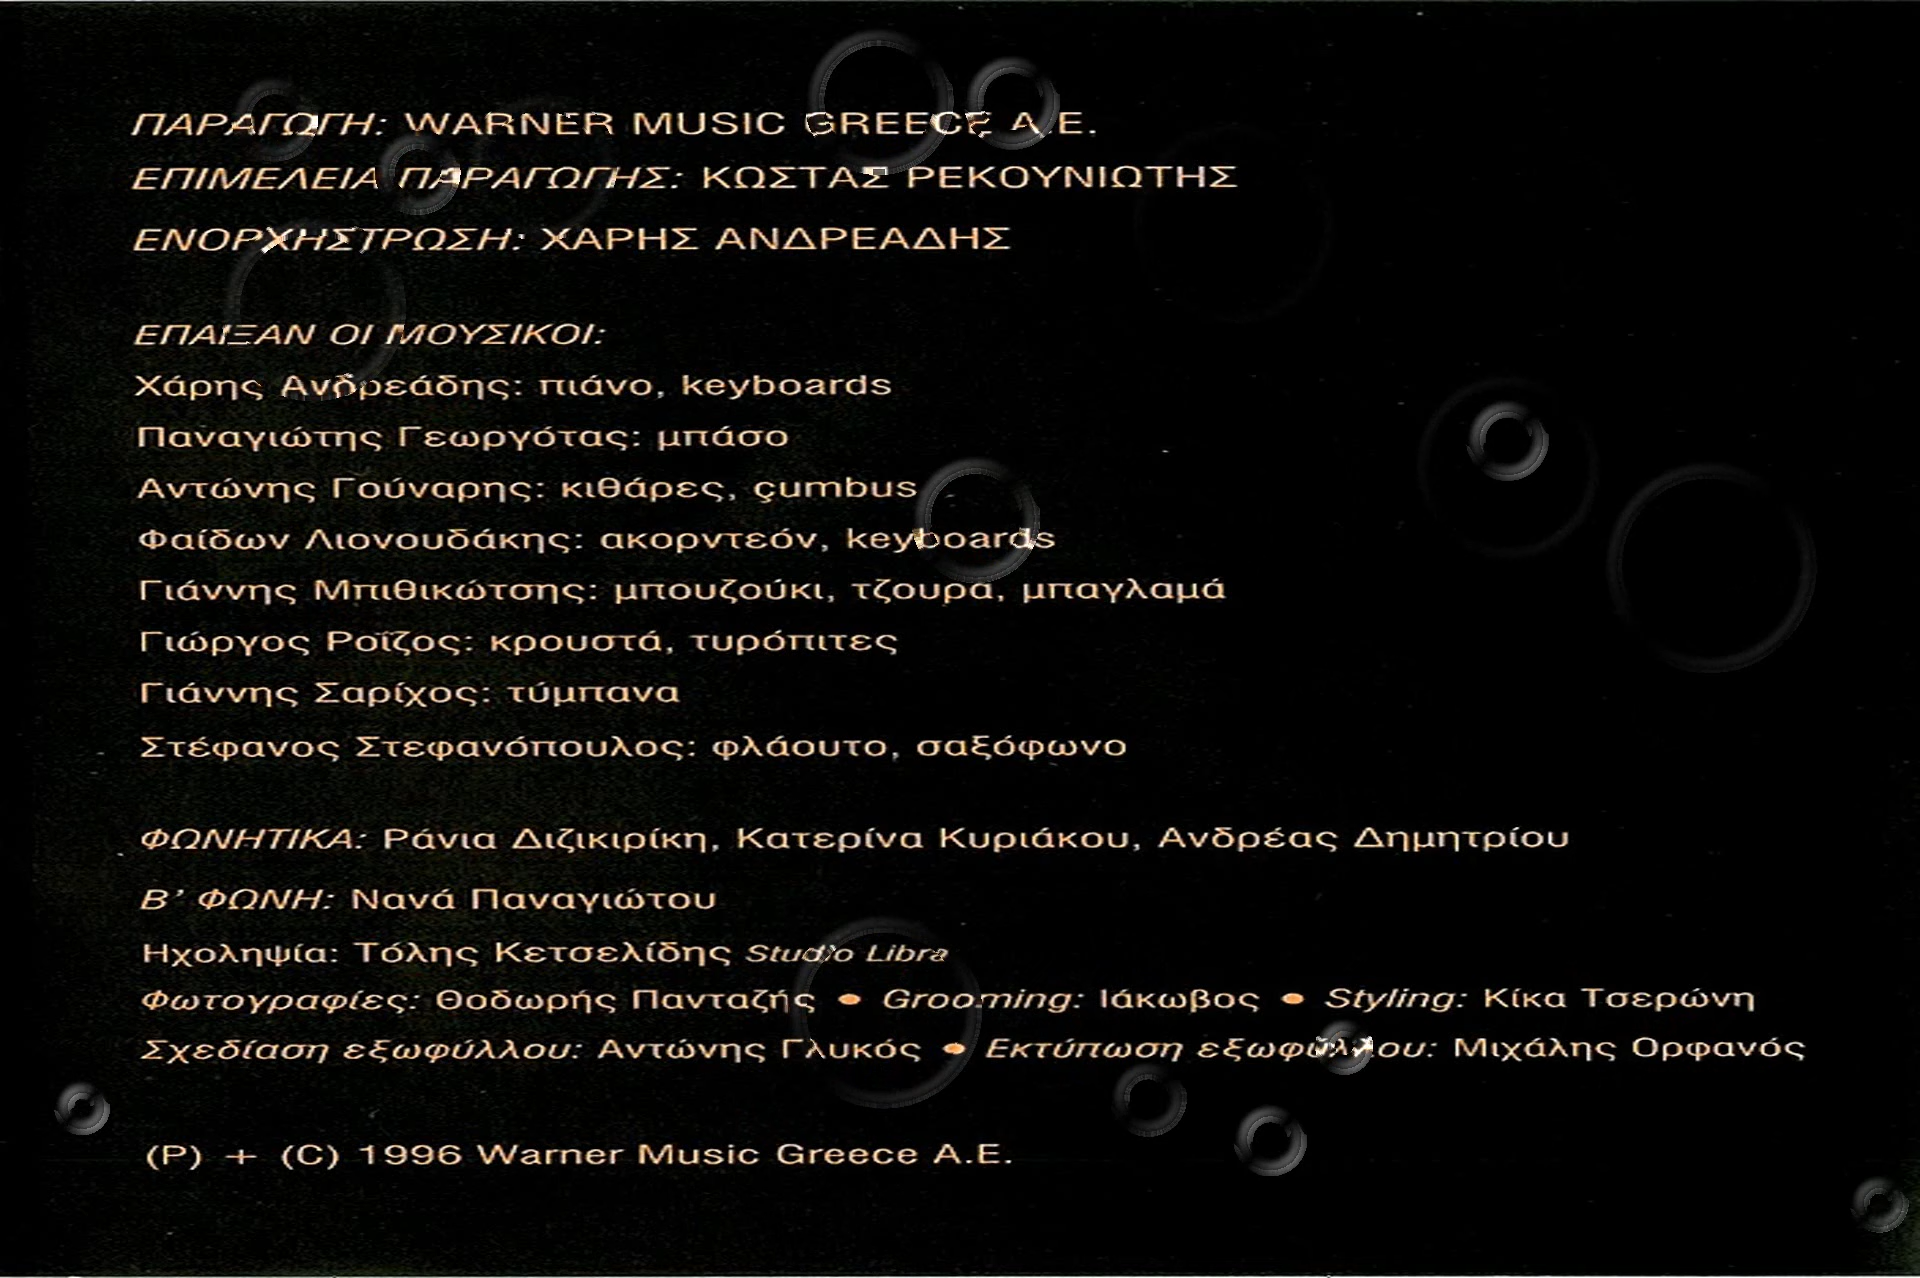 ΠΑΡΑΓΩΓΗ: WARNER MUSIC GREECE A.E.
ΕΠΙΜΕΛΕΙΑ ΠΑΡΑΓΩΓΗΣ: ΚΩΣΤΑΣ ΡΕΚΟΥΝΙΩΤΗΣ
ΕΝΟΡΧΗΣΤΡΩΣΗ: ΧΑΡΗΣ ΑΝΔΡΕΑΔΗΣ
ΕΠΑΙΞΑΝ ΟΙ ΜΟΥΣΙΚΟΙ:
Χάρης Ανδρεάδης: πιάνο, keyboards
Παναγιώτης Γεωργότας: μπάσο
Αντώνης Γούναρης: κιθάρες, çumbus
Φαίδων Λιονουδάκης: ακορντεόν, keyboards
Γιάννης Μπιθικώτσης: μπουζούκι, τζουρά, μπαγλαμά
Γιώργος Ροΐζος: κρουστά, τυρόπιτες
Γιάννης Σαρίχος: τύμπανα
Στέφανος Στεφανόπουλος: φλάουτο, σαξόφωνο
ΦΩΝΗΤΙΚΑ: Ράνια Διζικιρίκη, Κατερίνα Κυριάκου, Ανδρέας Δημητρίου
Β' ΦΩΝΗ: Νανά Παναγιώτου
Ηχοληψία: Τόλης Κετσελίδης Studio Libra
Φωτογραφίες: Θοδωρής Πανταζής • Grooming: Ιάκωβος • Styling: Κίκα Τσερώνη
Σχεδίαση εξωφύλλου: Αντώνης Γλυκός • Εκτύπωση εξωφύλλου: Μιχάλης Ορφανός
(P) + (C) 1996 Warner Music Greece A.E.